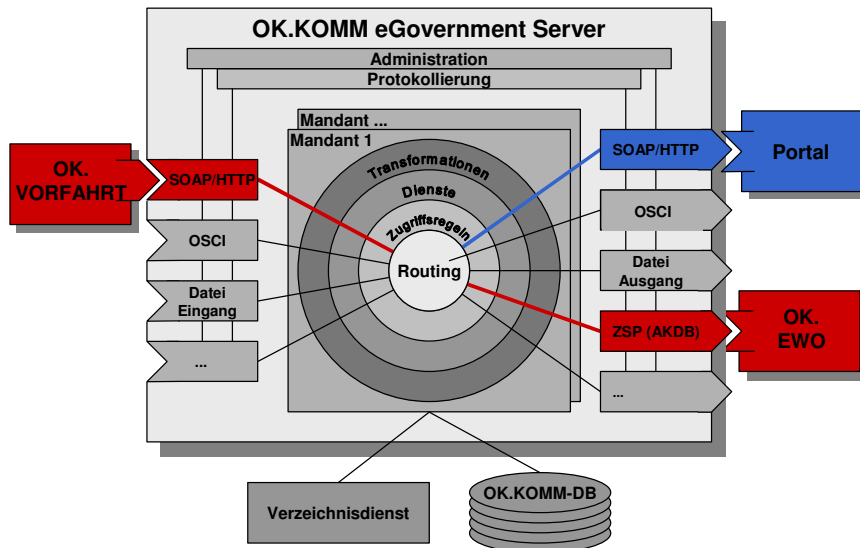 OK.KOMM eGovernment Server
Administration
Protokollierung
Mandant ...
Mandant 1
Transformationen
Dienste
Zugriffsregeln
Routing
OK.
VORFAHRT
SOAP/HTTP
OSCI
Datei
Eingang
...
SOAP/HTTP
OSCI
Datei
Ausgang
ZSP (AKDB)
...
Portal
OK.
EWO
Verzeichnisdienst
OK.KOMM-DB